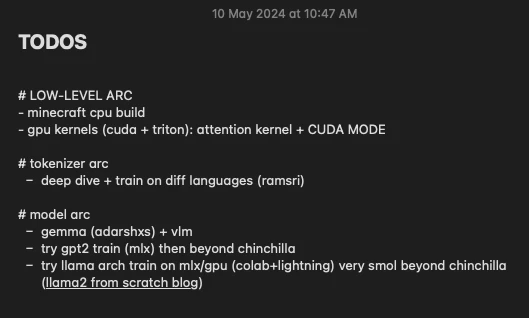 10 May 2024 at 10:47 AM
TODOS
# LOW-LEVEL ARC
- minecraft cpu build
- gpu kernels (cuda + triton): attention kernel + CUDA MODE
# tokenizer arc
– deep dive + train on diff languages (ramsri)
# model arc
– gemma (adarshxs) + vlm
– try gpt2 train (mlx) then beyond chinchilla
– try llama arch train on mlx/gpu (colab+lightning) very smol beyond chinchilla
(llama2 from scratch blog)